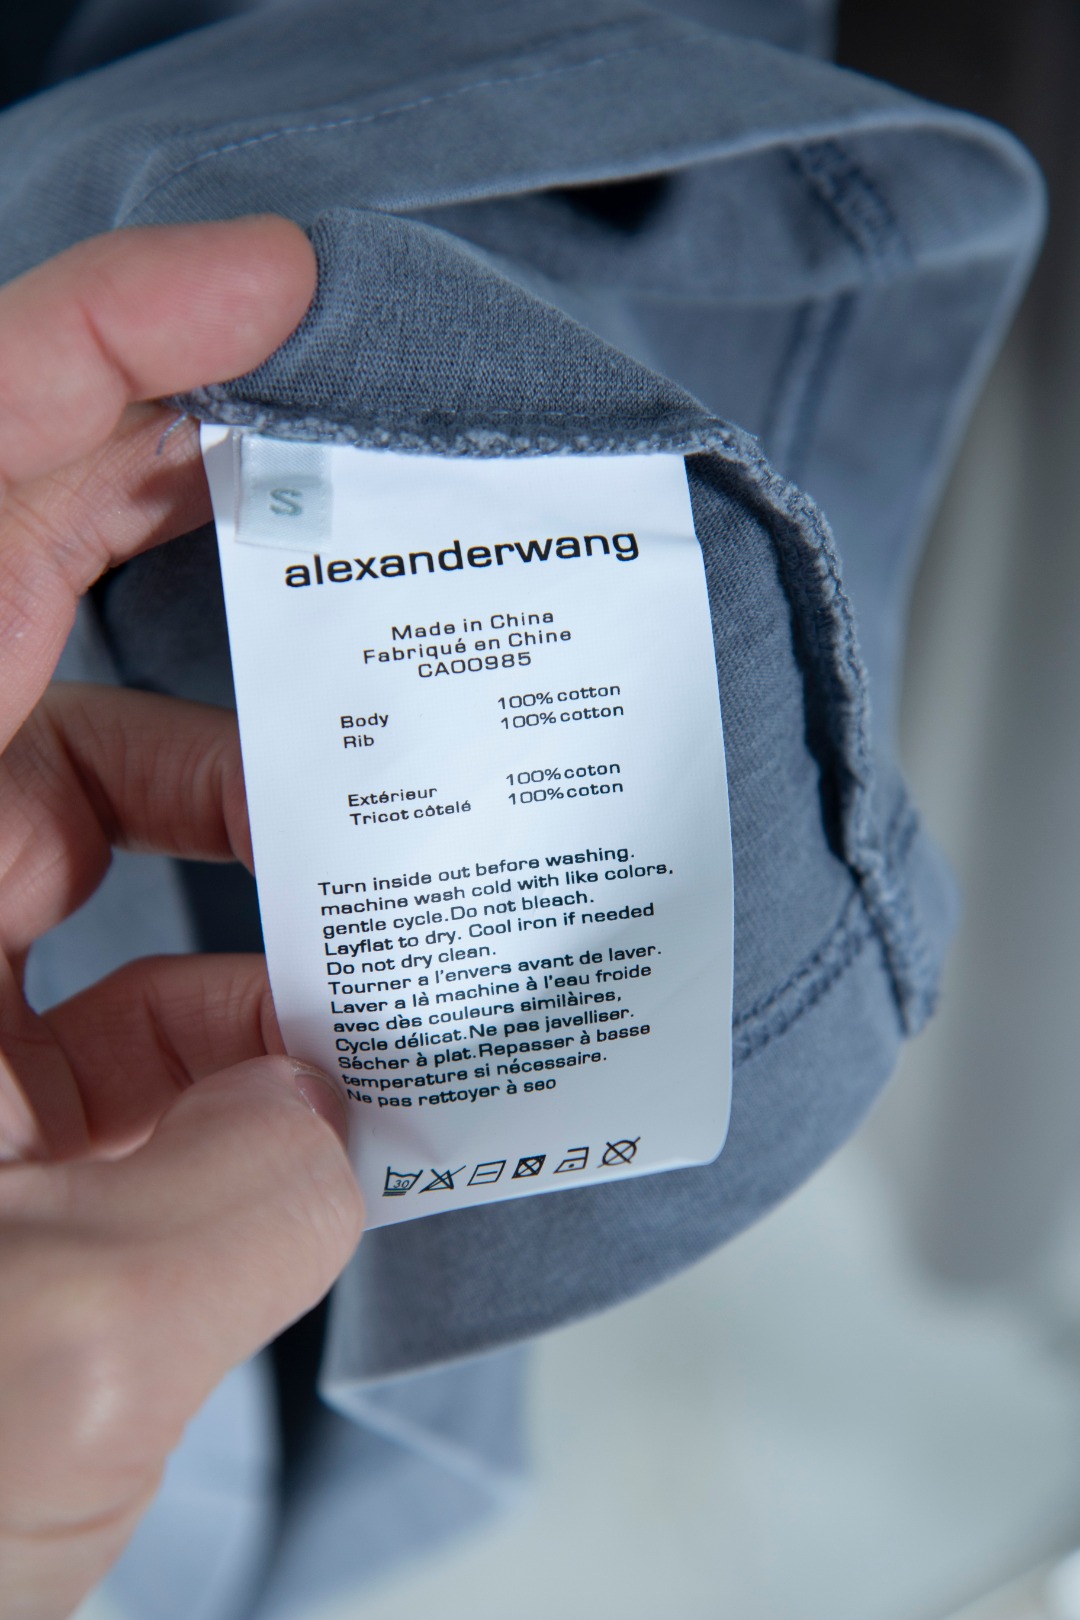 S
alexanderwang
Made in China
Fabriqué en Chine
CA00985
Body 100% cotton
Rib 100% cotton
Extérieur 100%coton
Tricot côtelé 100%coton
Turn inside out before washing.
machine wash cold with like colors,
gentle cycle.Do not bleach.
Layflat to dry. Cool iron if needed
Do not dry clean.
Tourner a l'envers avant de laver.
Laver a là machine à l'eau froide
avec dès couleurs similàires,
Cycle délicat.Ne pas javelliser.
Sécher à plat.Repasser à basse
temperature si nécessaire.
Ne pas rettoyer à seo
30